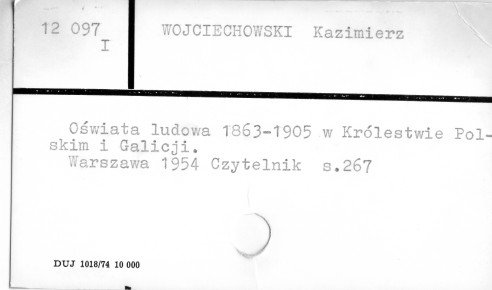 12 097
I
WOJCIECHOWSKI Kazimierz
Oświata ludowa 1863-1905 w Królestwie Pol-
skim i Galicji.
Warszawa 1954 Czytelnik s.267
DUJ 1018/74 10 000